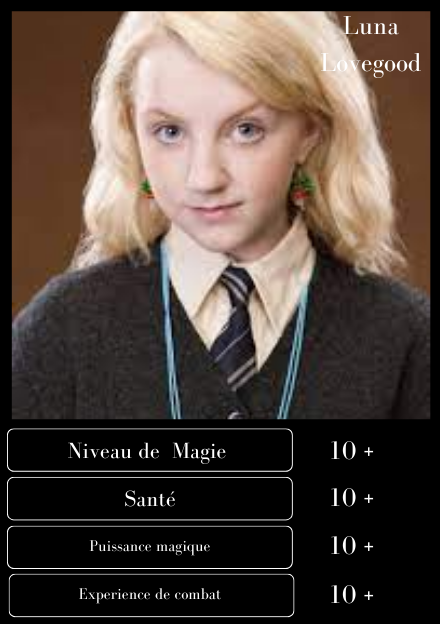 Luna
Lovegood
Niveau de Magie
10 +
Santé
10 +
Puissance magique
10 +
Experience de combat
10 +